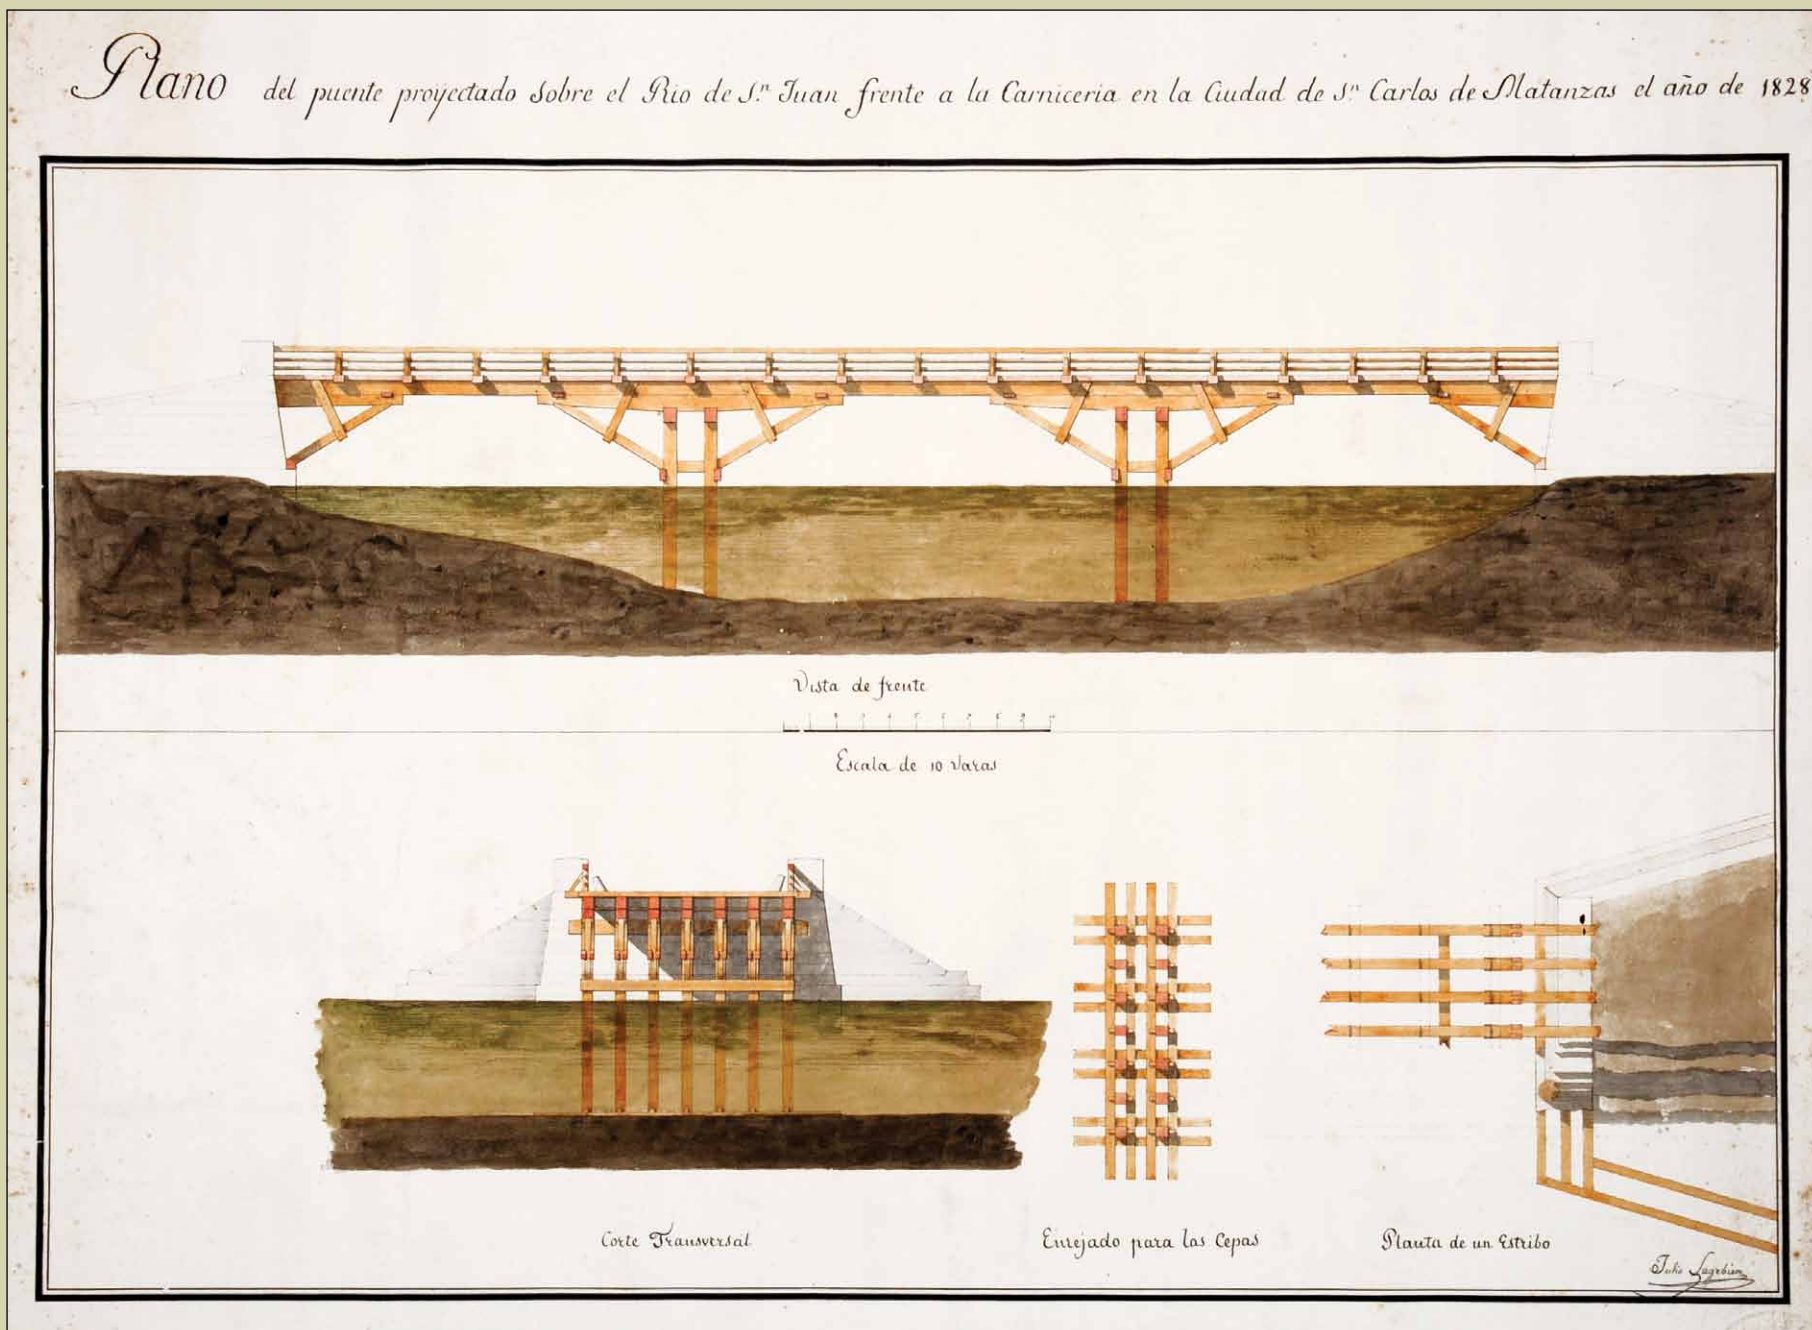 Plano del puente proyectado sobre el Rio de S.n Juan frente a la Carniceria en la Ciudad de S.n Carlos de Matanzas el año de 1828
Vista de frente
Escala de 10 varas
Corte Transversal
Enrejado para las Cepas
Planta de un Estribo